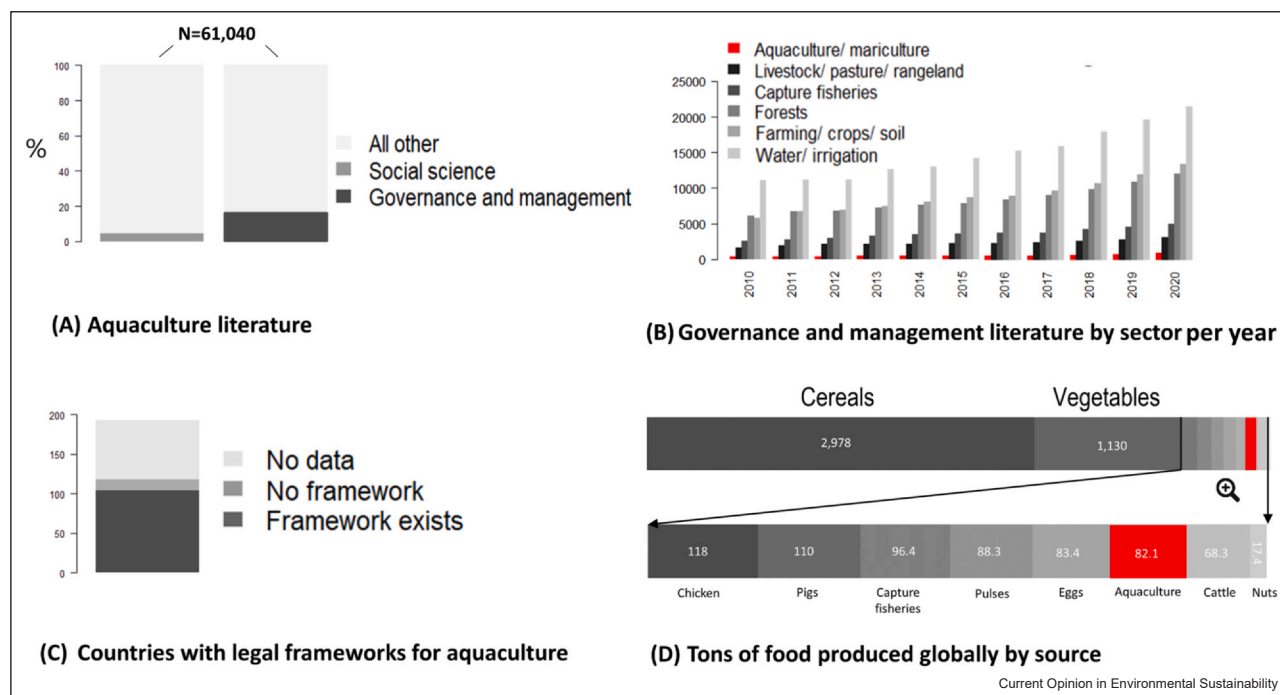 N=61,040
100
80
60
40
20
0
%
All other
Social science
Governance and management
(A) Aquaculture literature
Aquaculture/ mariculture
Livestock/ pasture/ rangeland
Capture fisheries
Forests
Farming/ crops/ soil
Water/ irrigation
25000
20000
15000
10000
5000
0
2010
2011
2012
2013
2014
2015
2016
2017
2018
2019
2020
(B) Governance and management literature by sector per year
200
150
100
50
0
No data
No framework
Framework exists
(C) Countries with legal frameworks for aquaculture
Cereals Vegetables
2,978 1,130
118 110 96.4 88.3 83.4 82.1 68.3 17.4
Chicken Pigs Capture fisheries Pulses Eggs Aquaculture Cattle Nuts
(D) Tons of food produced globally by source
Current Opinion in Environmental Sustainability